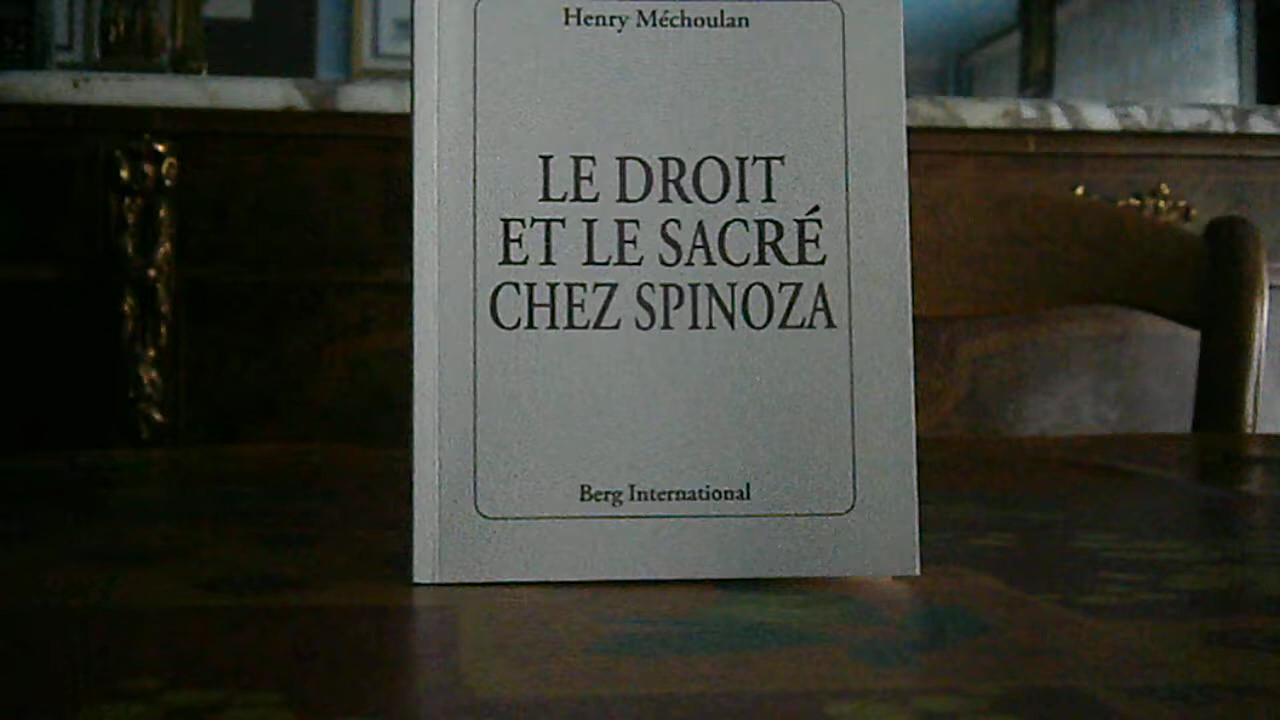 Henry Méchoulan
LE DROIT
ET LE SACRÉ
CHEZ SPINOZA
Berg International